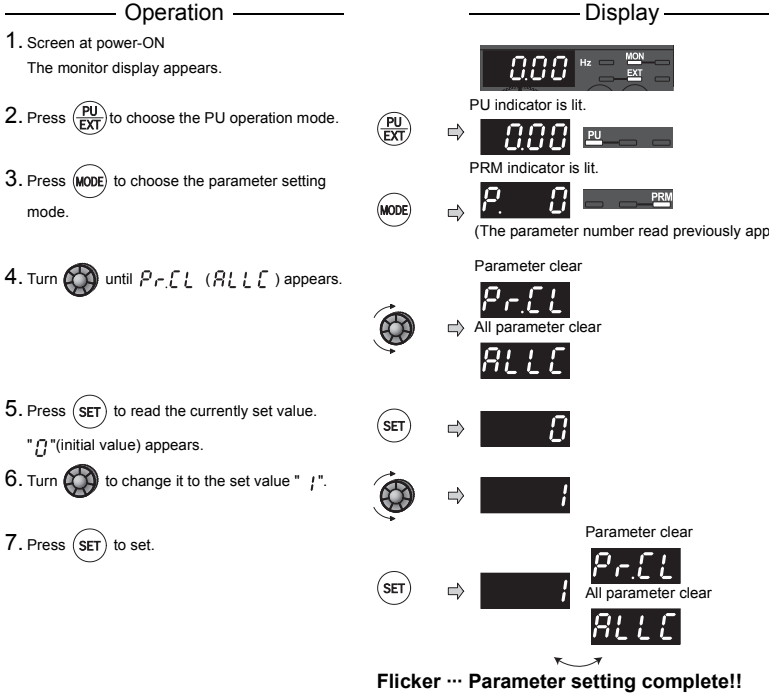 Operation
Display
1. Screen at power-ON
The monitor display appears.
0.00 Hz MON EXT
2. Press PU/EXT to choose the PU operation mode.
PU/EXT
PU indicator is lit.
0.00 PU
3. Press MODE to choose the parameter setting
mode.
MODE
PRM indicator is lit.
P. 0 PRM
(The parameter number read previously app
4. Turn until Pr.CL (ALLC) appears.
Parameter clear
Pr.CL
All parameter clear
ALLC
5. Press SET to read the currently set value.
"0"(initial value) appears.
SET
0
6. Turn to change it to the set value " 1".
1
7. Press SET to set.
SET
1
Parameter clear
Pr.CL
All parameter clear
ALLC
Flicker ··· Parameter setting complete!!